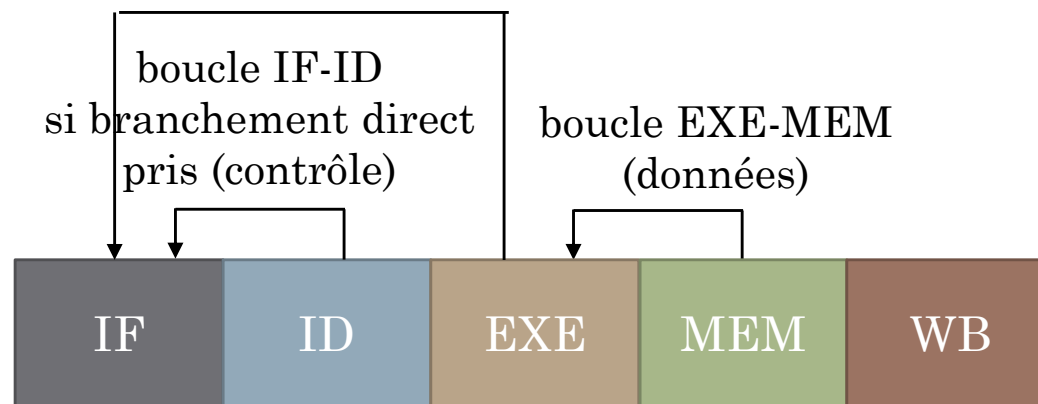 boucle IF-ID
si branchement direct
pris (contrôle)
boucle EXE-MEM
(données)
IF ID EXE MEM WB